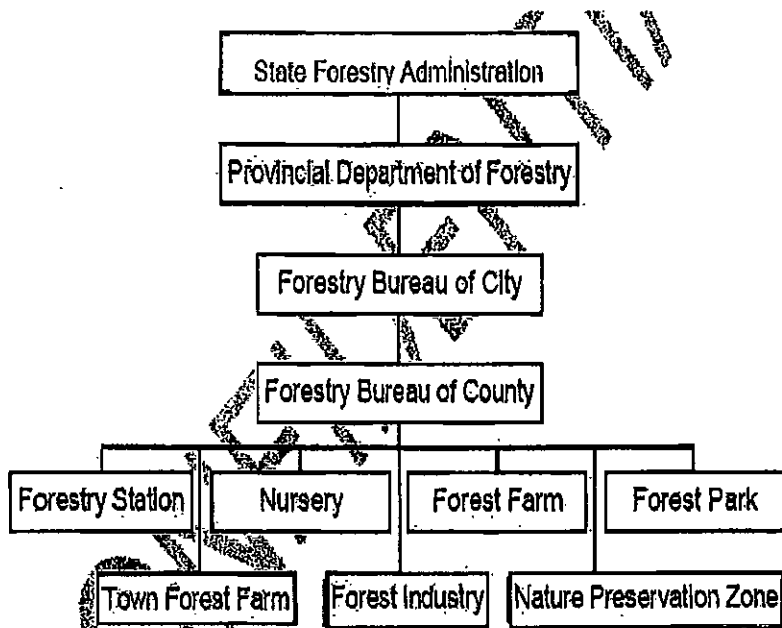 State Forestry Administration
Provincial Department of Forestry
Forestry Bureau of City
Forestry Bureau of County
Forestry Station
Nursery
Forest Farm
Forest Park
Town Forest Farm
Forest Industry
Nature Preservation Zone